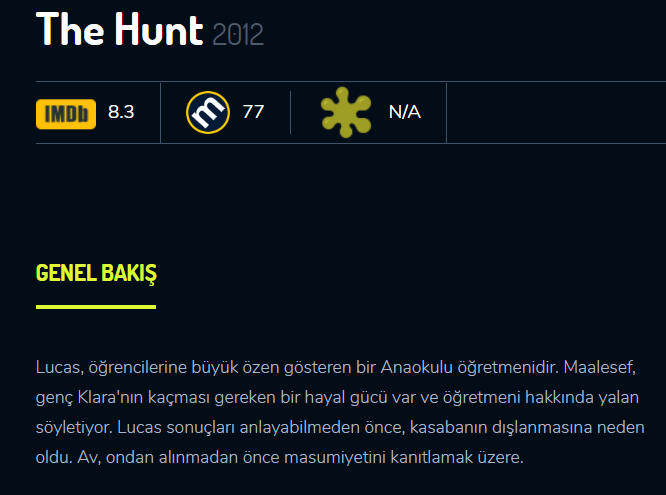 The Hunt 2012
IMDb 8.3 m 77 N/A
GENEL BAKIŞ
Lucas, öğrencilerine büyük özen gösteren bir Anaokulu öğretmenidir. Maalesef,
genç Klara'nın kaçması gereken bir hayal gücü var ve öğretmeni hakkında yalan
söyletiyor. Lucas sonuçları anlayabilmeden önce, kasabanın dışlanmasına neden
oldu. Av, ondan alınmadan önce masumiyetini kanıtlamak üzere.